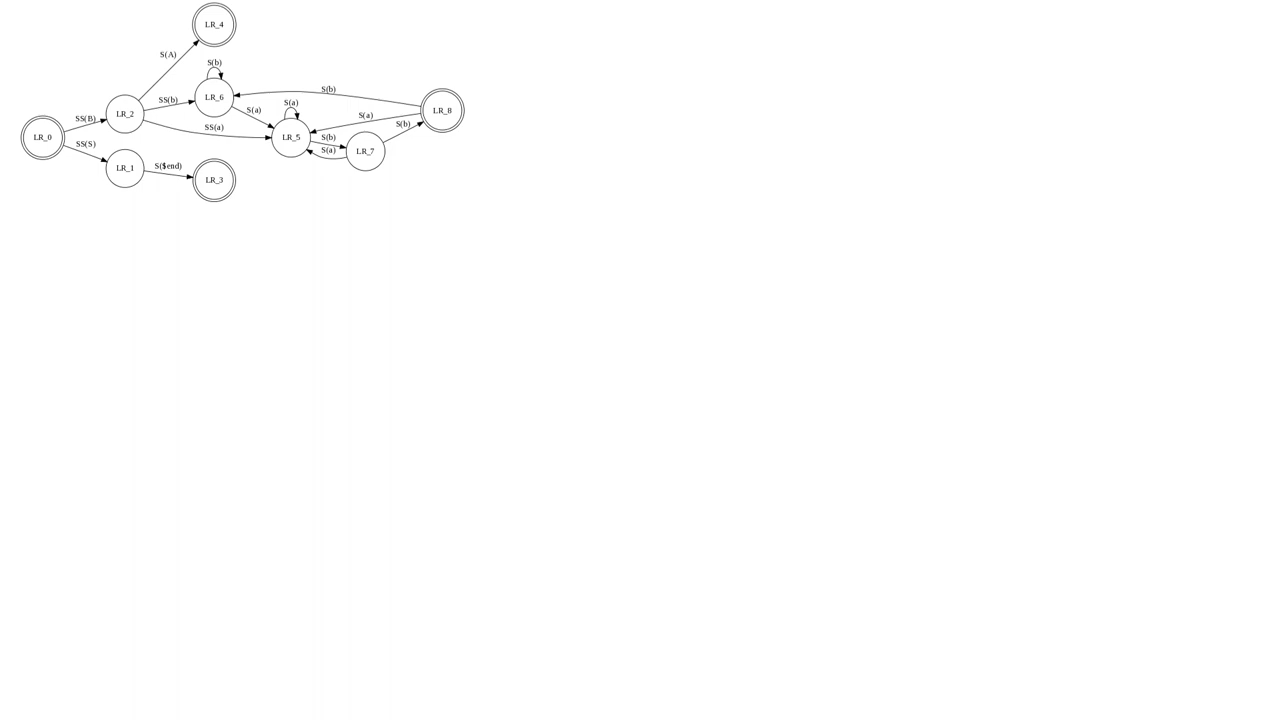 LR_4
S(A)
S(b)
S(b)
LR_6
SS(b)
S(a)
S(a)
LR_8
LR_2
S(a)
SS(B)
SS(a)
S(b)
LR_0
LR_5
S(b)
SS(S)
S(a)
LR_7
S($end)
LR_1
LR_3